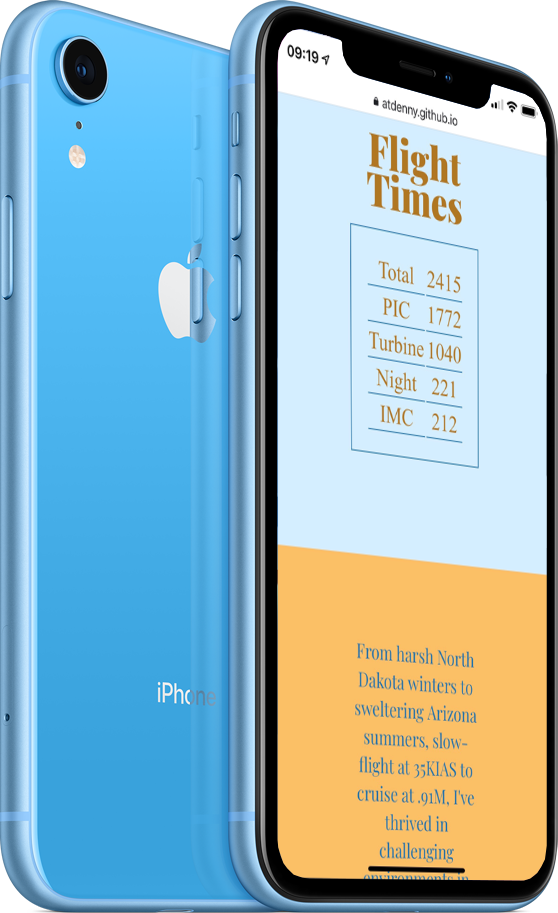 09:19
atdenny.github.io
Flight
Times
Total 2415
PIC 1772
Turbine 1040
Night 221
IMC 212
From harsh North
Dakota winters to
sweltering Arizona
summers, slow-
flight at 35KIAS to
cruise at .91M, I've
thrived in
challenging
environments in
iPhone